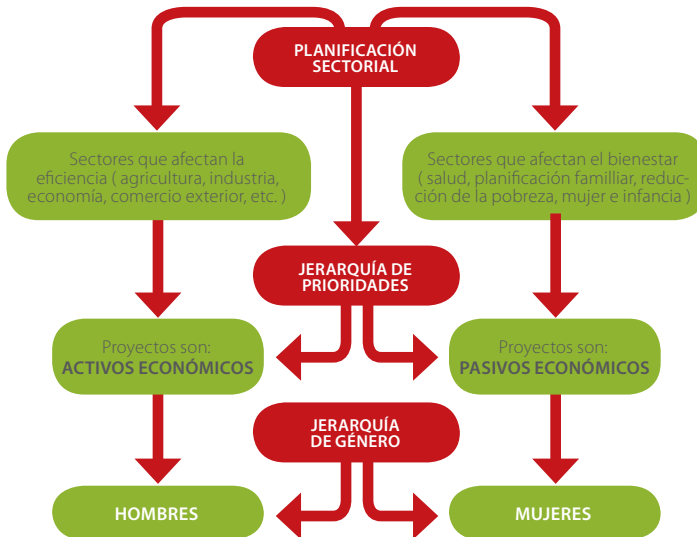 PLANIFICACIÓN
SECTORIAL
Sectores que afectan la
eficiencia ( agricultura, industria,
economía, comercio exterior, etc. )
Sectores que afectan el bienestar
( salud, planificación familliar, reduc-
ción de la pobreza, mujer e infancia )
JERARQUÍA DE
PRIORIDADES
Proyectos son:
ACTIVOS ECONÓMICOS
Proyectos son:
PASIVOS ECONÓMICOS
JERARQUÍA
DE GÉNERO
HOMBRES
MUJERES